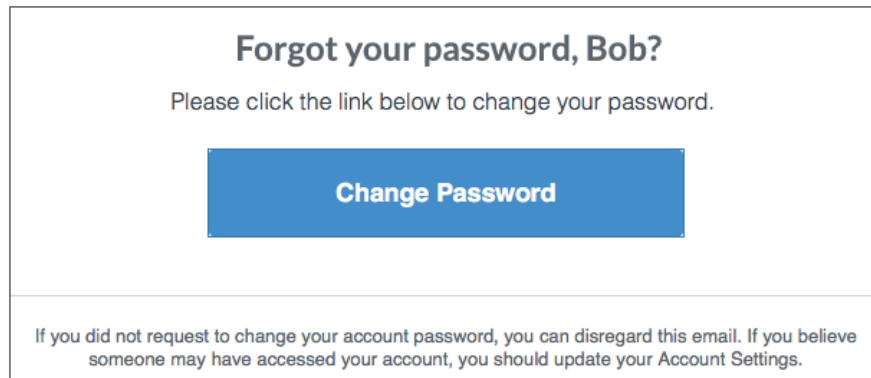 Forgot your password, Bob?
Please click the link below to change your password.
Change Password
If you did not request to change your account password, you can disregard this email. If you believe
someone may have accessed your account, you should update your Account Settings.